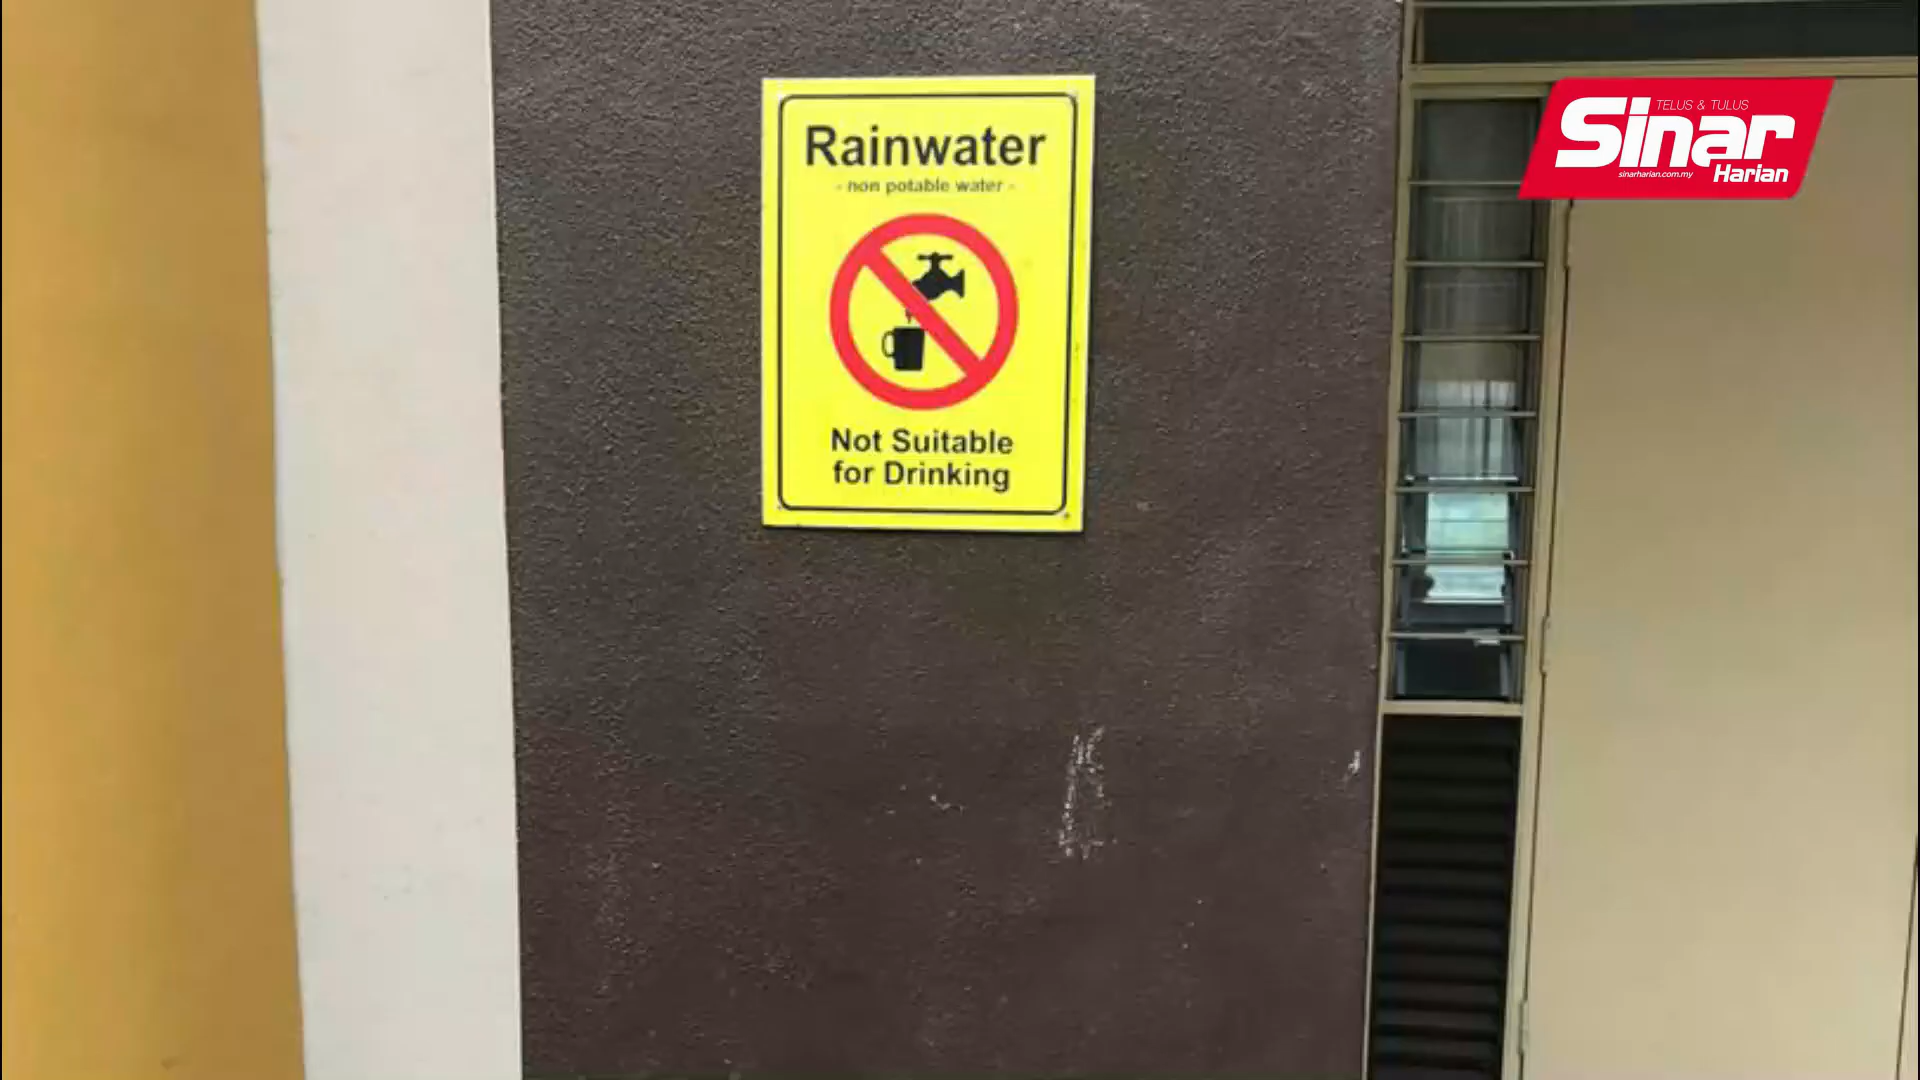 Rainwater
- non potable water -
Not Suitable
for Drinking
TELUS & TULUS
Sinar
sinarharian.com.my
Harian